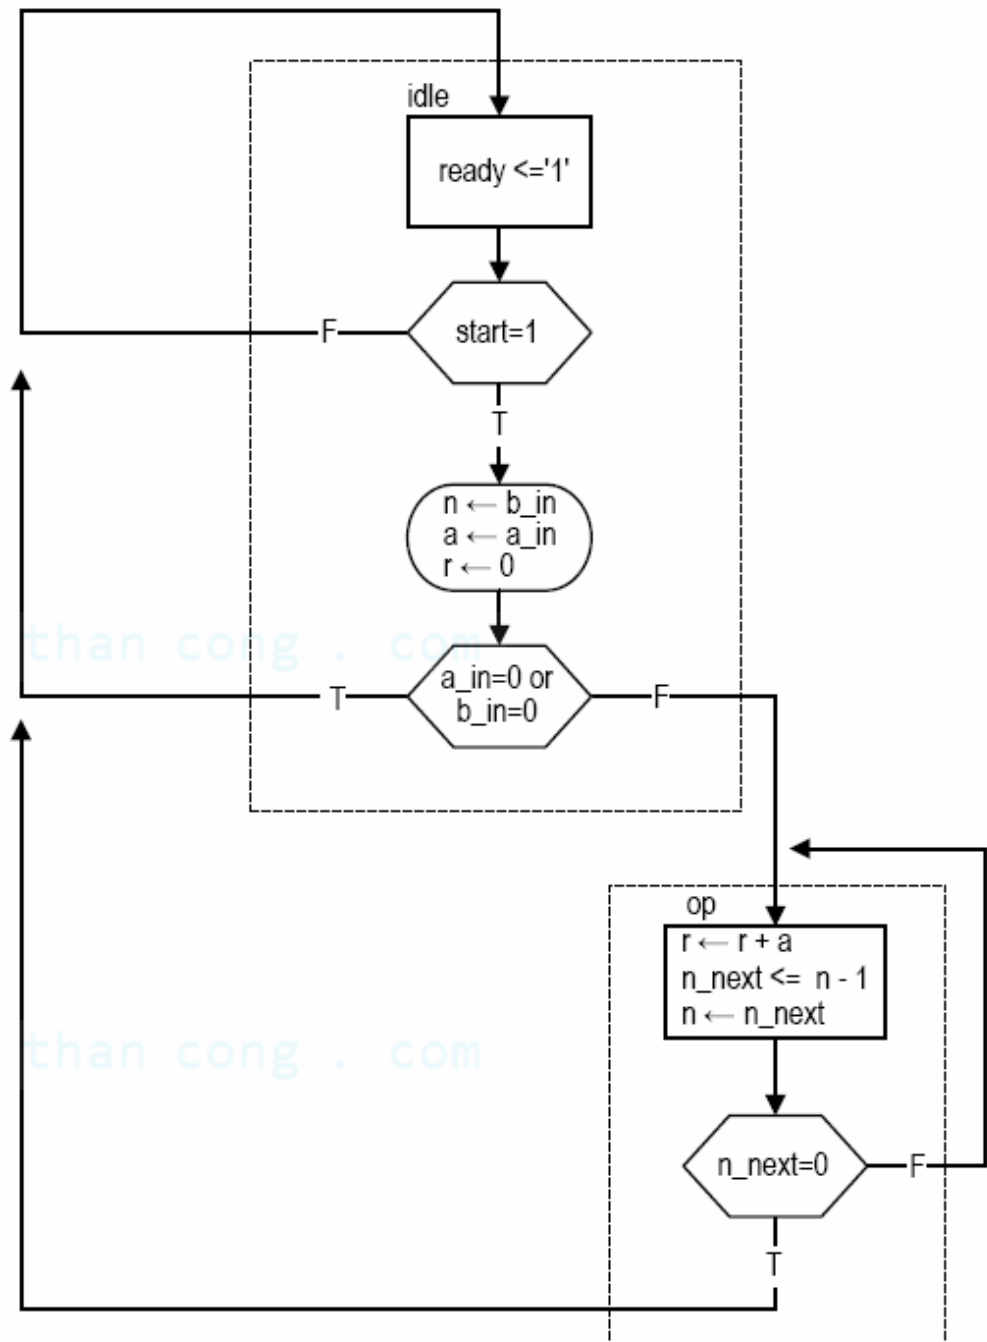 idle
ready <='1'
start=1
F
T
n ← b_in
a ← a_in
r ← 0
than cong . com
a_in=0 or
b_in=0
T
F
op
r ← r + a
n_next <= n - 1
n ← n_next
than cong . com
n_next=0
F
T